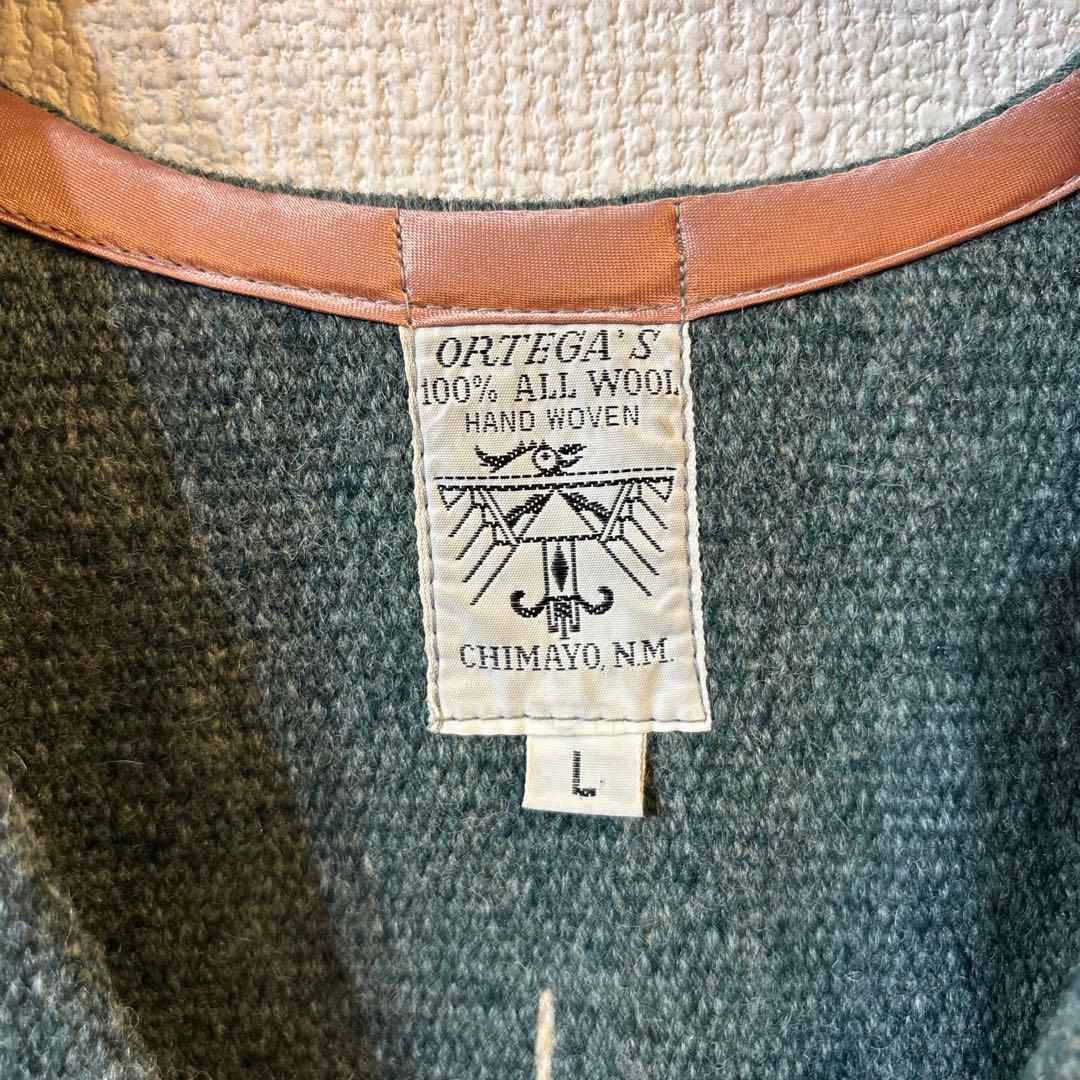 ORTEGA'S
100% ALL WOOL
HAND WOVEN
CHIMAYO, N.M.
L